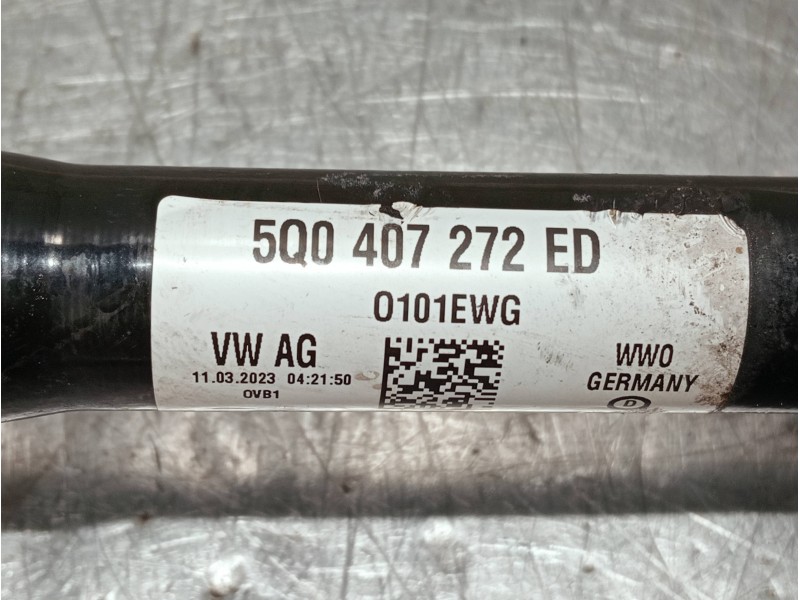 5Q0 407 272 ED
0101EWG
VW AG
11.03.2023 04:21:50
OVB1
WWO
GERMANY
D